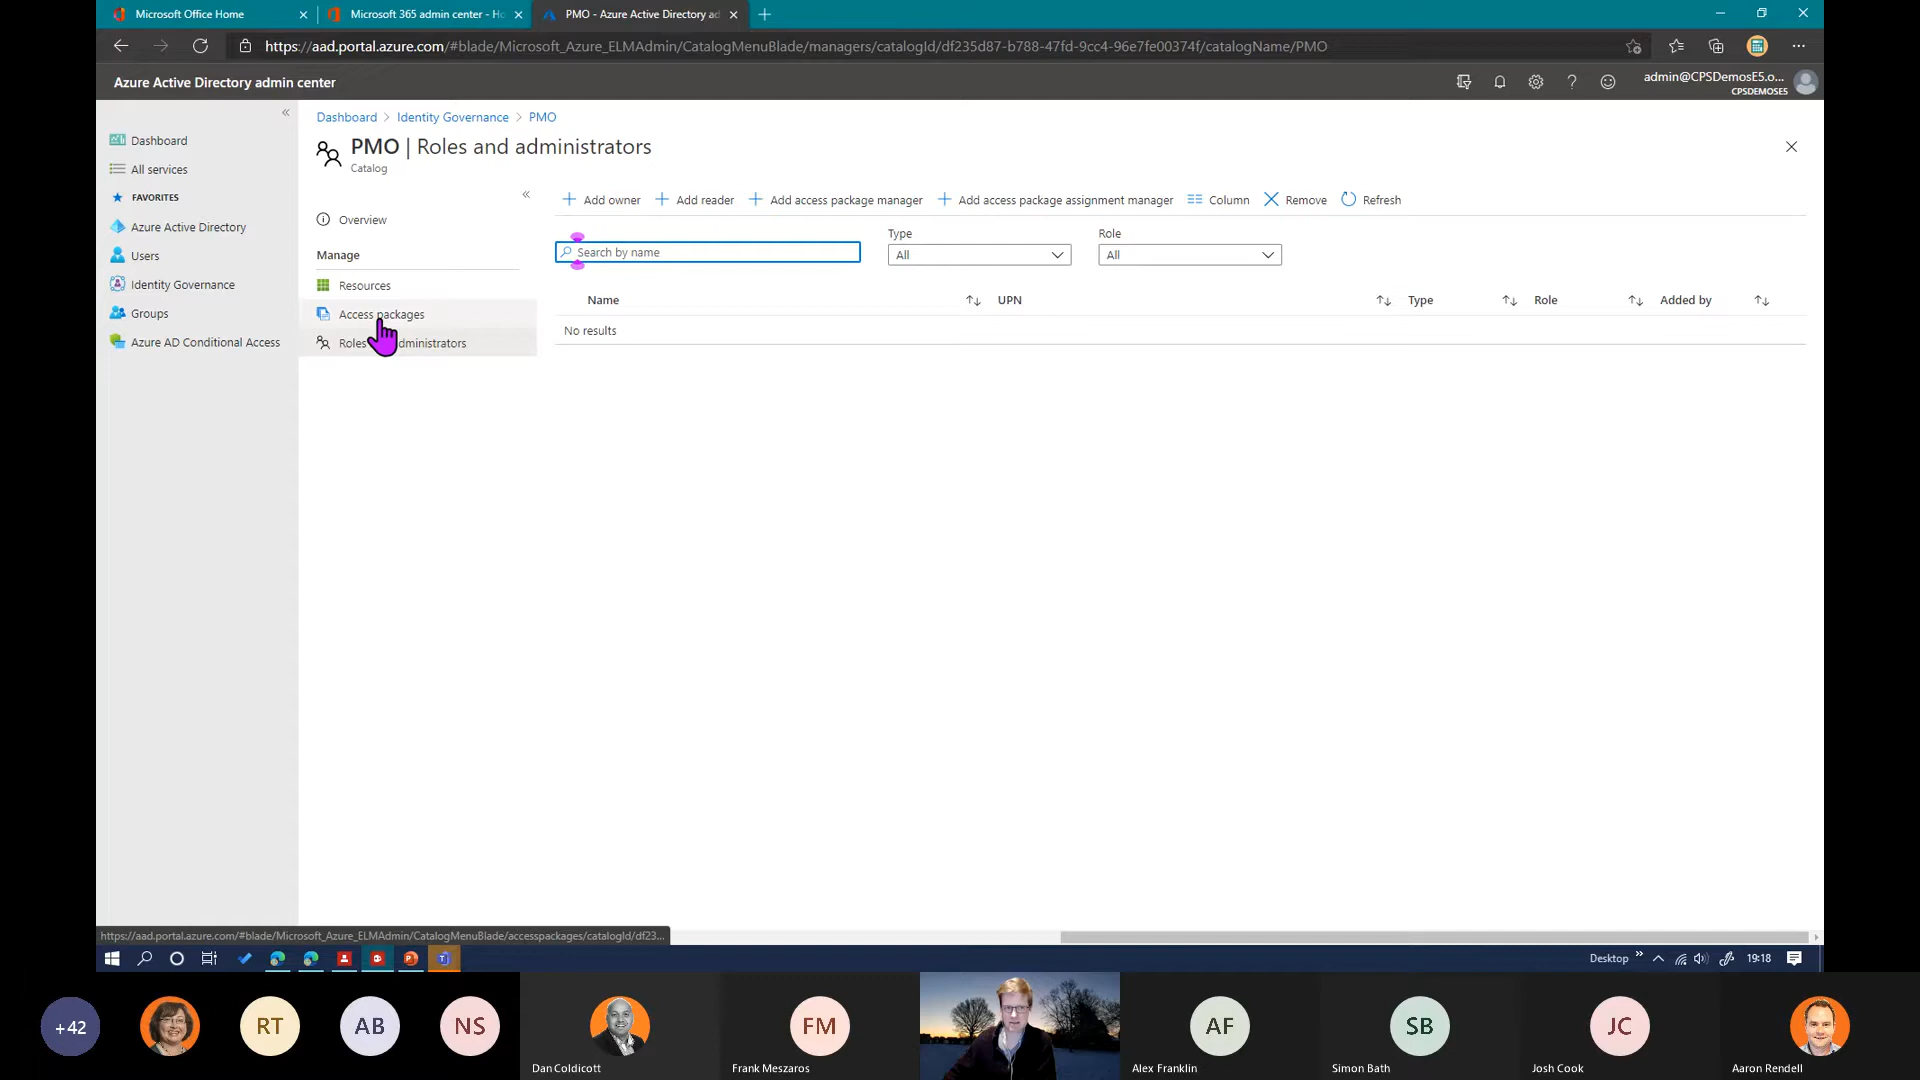 Microsoft Office Home
Microsoft 365 admin center - Ho
PMO - Azure Active Directory ad
https://aad.portal.azure.com/#blade/Microsoft_Azure_ELMAdmin/CatalogMenuBlade/managers/catalogId/df235d87-b788-47fd-9cc4-96e7fe00374f/catalogName/PMO
Azure Active Directory admin center
admin@CPSDemosE5.o...
CPSDEMOSE5
Dashboard
All services
FAVORITES
Azure Active Directory
Users
Identity Governance
Groups
Azure AD Conditional Access
Dashboard > Identity Governance > PMO
PMO | Roles and administrators
Catalog
Overview
Manage
Resources
Access packages
Roles administrators
Add owner
Add reader
Add access package manager
Add access package assignment manager
Column
Remove
Refresh
Search by name
Type
All
Role
All
Name
UPN
Type
Role
Added by
No results
https://aad.portal.azure.com/#blade/Microsoft_Azure_ELMAdmin/CatalogMenuBlade/accesspackages/catalogId/df23...
Desktop
19:18
+42
RT
AB
NS
Dan Coldicott
FM
Frank Meszaros
AF
Alex Franklin
SB
Simon Bath
JC
Josh Cook
Aaron Rendell